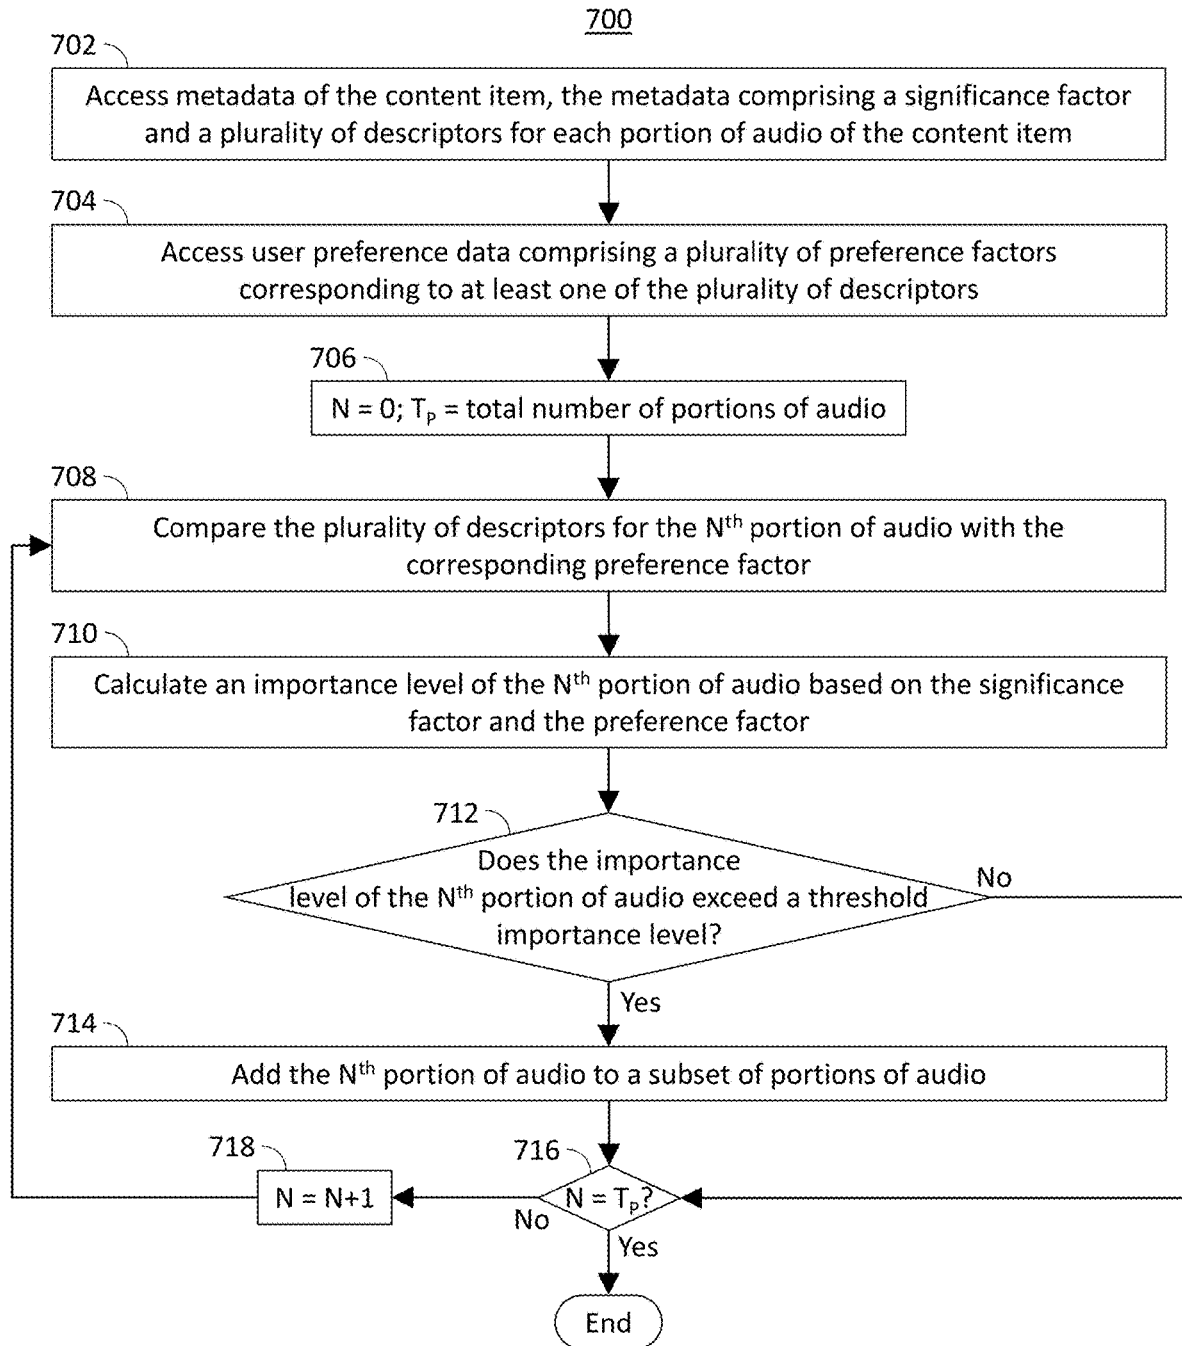 700
702
Access metadata of the content item, the metadata comprising a significance factor
and a plurality of descriptors for each portion of audio of the content item
704
Access user preference data comprising a plurality of preference factors
corresponding to at least one of the plurality of descriptors
706
N = 0; Tₚ = total number of portions of audio
708
Compare the plurality of descriptors for the Nᵗʰ portion of audio with the
corresponding preference factor
710
Calculate an importance level of the Nᵗʰ portion of audio based on the significance
factor and the preference factor
712
Does the importance
level of the Nᵗʰ portion of audio exceed a threshold
importance level?
No
Yes
714
Add the Nᵗʰ portion of audio to a subset of portions of audio
718
N = N+1
716
N = Tₚ?
No
Yes
End